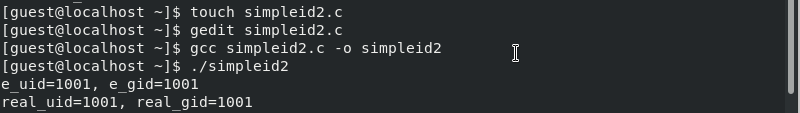 [guest@localhost ~]$ touch simpleid2.c
[guest@localhost ~]$ gedit simpleid2.c
[guest@localhost ~]$ gcc simpleid2.c -o simpleid2
[guest@localhost ~]$ ./simpleid2
e_uid=1001, e_gid=1001
real_uid=1001, real_gid=1001